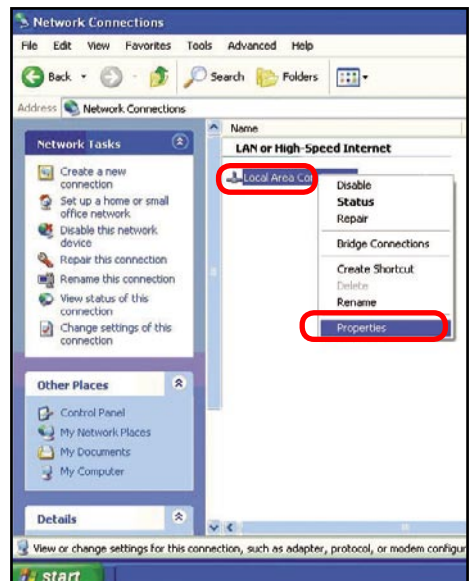 Network Connections
File Edit View Favorites Tools Advanced Help
Back Search Folders
Address Network Connections
Network Tasks
Create a new
connection
Set up a home or small
office network
Disable this network
device
Repair this connection
Rename this connection
View status of this
connection
Change settings of this
connection
Other Places
Control Panel
My Network Places
My Documents
My Computer
Details
Name
LAN or High-Speed Internet
Local Area Co
Disable
Status
Repair
Bridge Connections
Create Shortcut
Delete
Rename
Properties
View or change settings for this connection, such as adapter, protocol, or modem configur
start